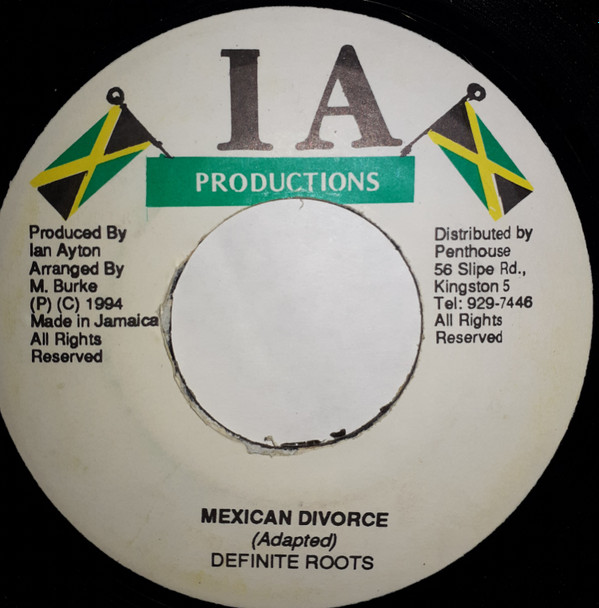 IA
PRODUCTIONS
Produced By
Ian Ayton
Arranged By
M. Burke
(P) (C) 1994
Made in Jamaica
All Rights
Reserved
Distributed by
Penthouse
56 Slipe Rd.,
Kingston 5
Tel: 929-7446
All Rights
Reserved
MEXICAN DIVORCE
(Adapted)
DEFINITE ROOTS